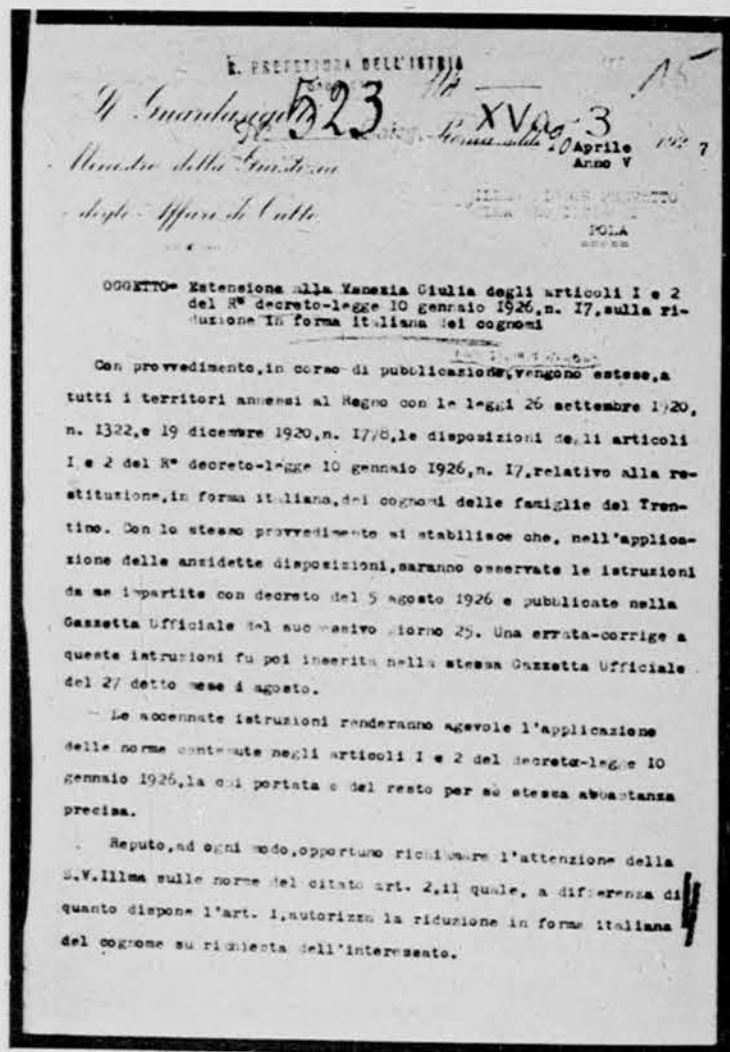 R. PREFETTURA DELL'ISTRIA
15
Il Guardasigilli
523
XVa-3
Ministro della Giustizia
Roma, addì 20 Aprile 1927
Anno V
e degli Affari di Culto
POLA
OGGETTO= Estensione alla Venezia Giulia degli articoli I e 2
del R° decreto-legge 10 gennaio 1926,n. I7,sulla ri-
duzione in forma italiana dei cognomi
Con provvedimento,in corso di pubblicazione,vengono estese,a
tutti i territori annessi al Regno con le leggi 26 settembre 1920,
n. 1322,e 19 dicembre 1920,n. 1778,le disposizioni degli articoli
I e 2 del R° decreto-legge 10 gennaio I926,n. I7,relativo alla re-
stituzione,in forma italiana,dei cognomi delle famiglie del Tren-
tino. Con lo stesso provvedimento si stabilisce che, nell'applica-
zione delle anzidette disposizioni,saranno osservate le istruzioni
da me impartite con decreto del 5 agosto 1926 e pubblicate nella
Gazzetta Ufficiale del successivo giorno 25. Una errata-corrige a
queste istruzioni fu poi inserita nella stessa Gazzetta Ufficiale
del 27 detto mese di agosto.
Le accennate istruzioni renderanno agevole l'applicazione
delle norme contenute negli articoli I e 2 del decreto-legge I0
gennaio 1926,la cui portata è del resto per sè stessa abbastanza
precisa.
Reputo,ad ogni modo,opportuno richiamare l'attenzione della
S.V.Illma sulle norme del citato art. 2,il quale, a differenza di
quanto dispone l'art. I,autorizza la riduzione in forma italiana
del cognome su richiesta dell'interessato.